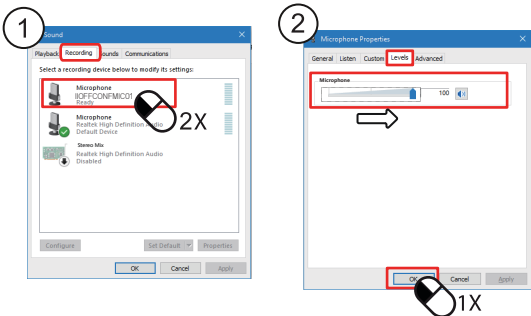 1
Sound
Playback Recording Sounds Communications
Select a recording device below to modify its settings:
Microphone
IIOFFCONFMIC01
Ready
Microphone
Realtek High Definition Audio
Default Device
2X
Stereo Mix
Realtek High Definition Audio
Disabled
Configure Set Default Properties
OK Cancel Apply
2
Microphone Properties
General Listen Custom Levels Advanced
Microphone
100
OK Cancel Apply
1X